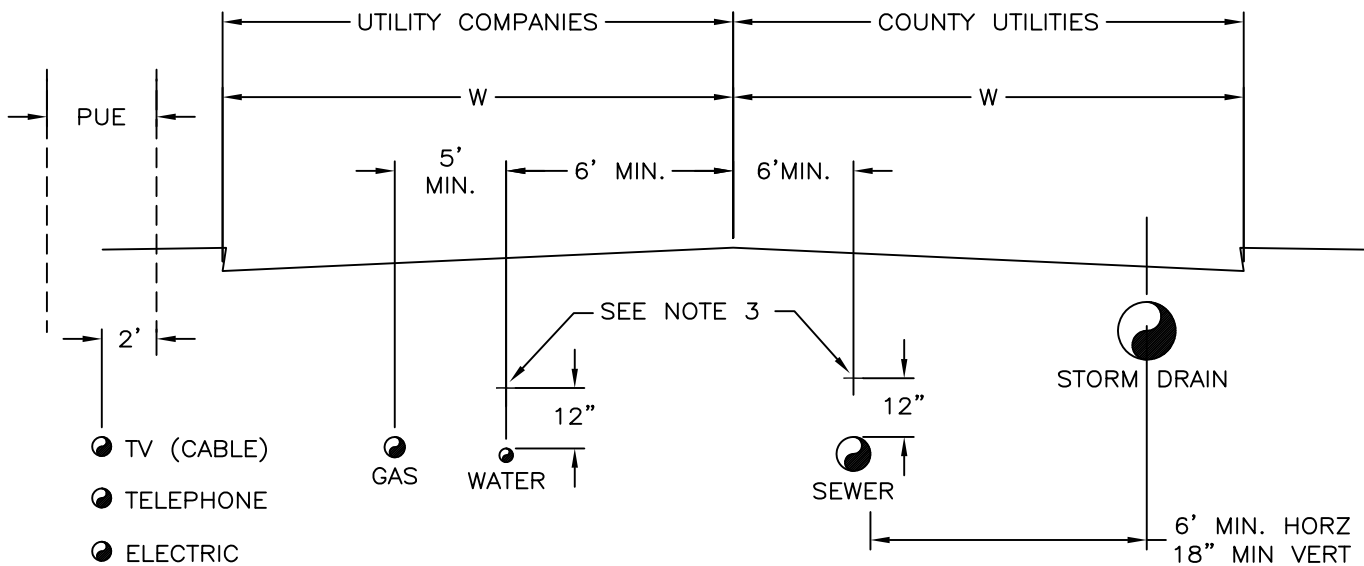 UTILITY COMPANIES
COUNTY UTILITIES
W
W
PUE
5'
MIN.
6' MIN.
6'MIN.
2'
SEE NOTE 3
12"
12"
STORM DRAIN
TV (CABLE)
GAS
WATER
SEWER
TELEPHONE
6' MIN. HORZ
18" MIN VERT
ELECTRIC